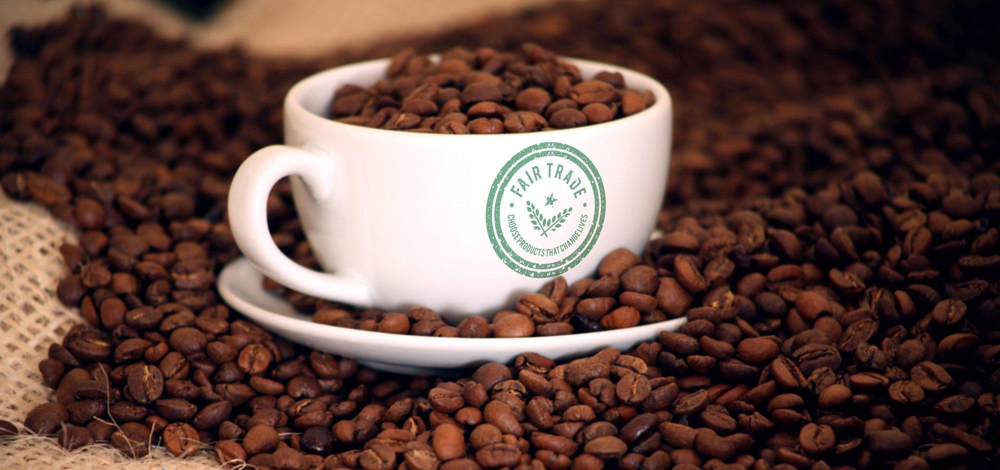 FAIR TRADE
CHOOSE PRODUCTS THAT CHANGE LIVES